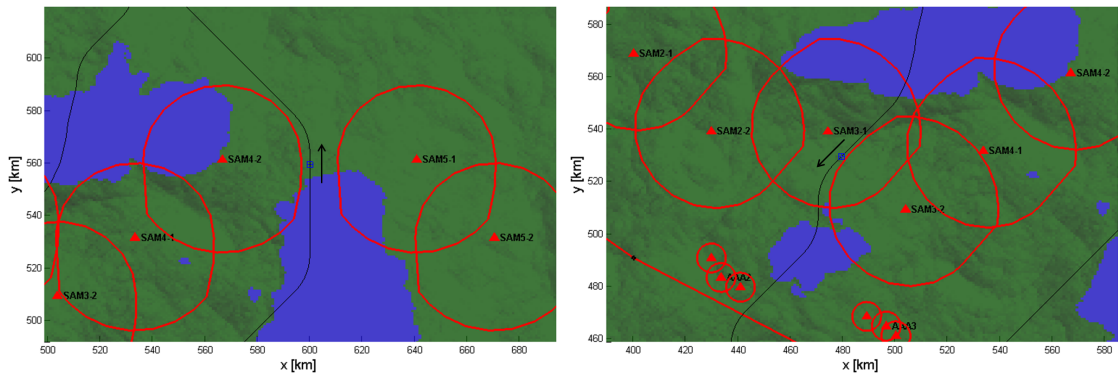 620
600
580
560
540
520
500
y [km]
SAM4-2
SAM5-1
SAM4-1
SAM5-2
SAM3-2
500 520 540 560 580 600 620 640 660 680
x [km]
580
560
540
520
500
480
460
y [km]
SAM2-1
SAM4-2
SAM2-2
SAM3-1
SAM4-1
SAM3-2
AAA2
AAA3
400 420 440 460 480 500 520 540 560 580
x [km]